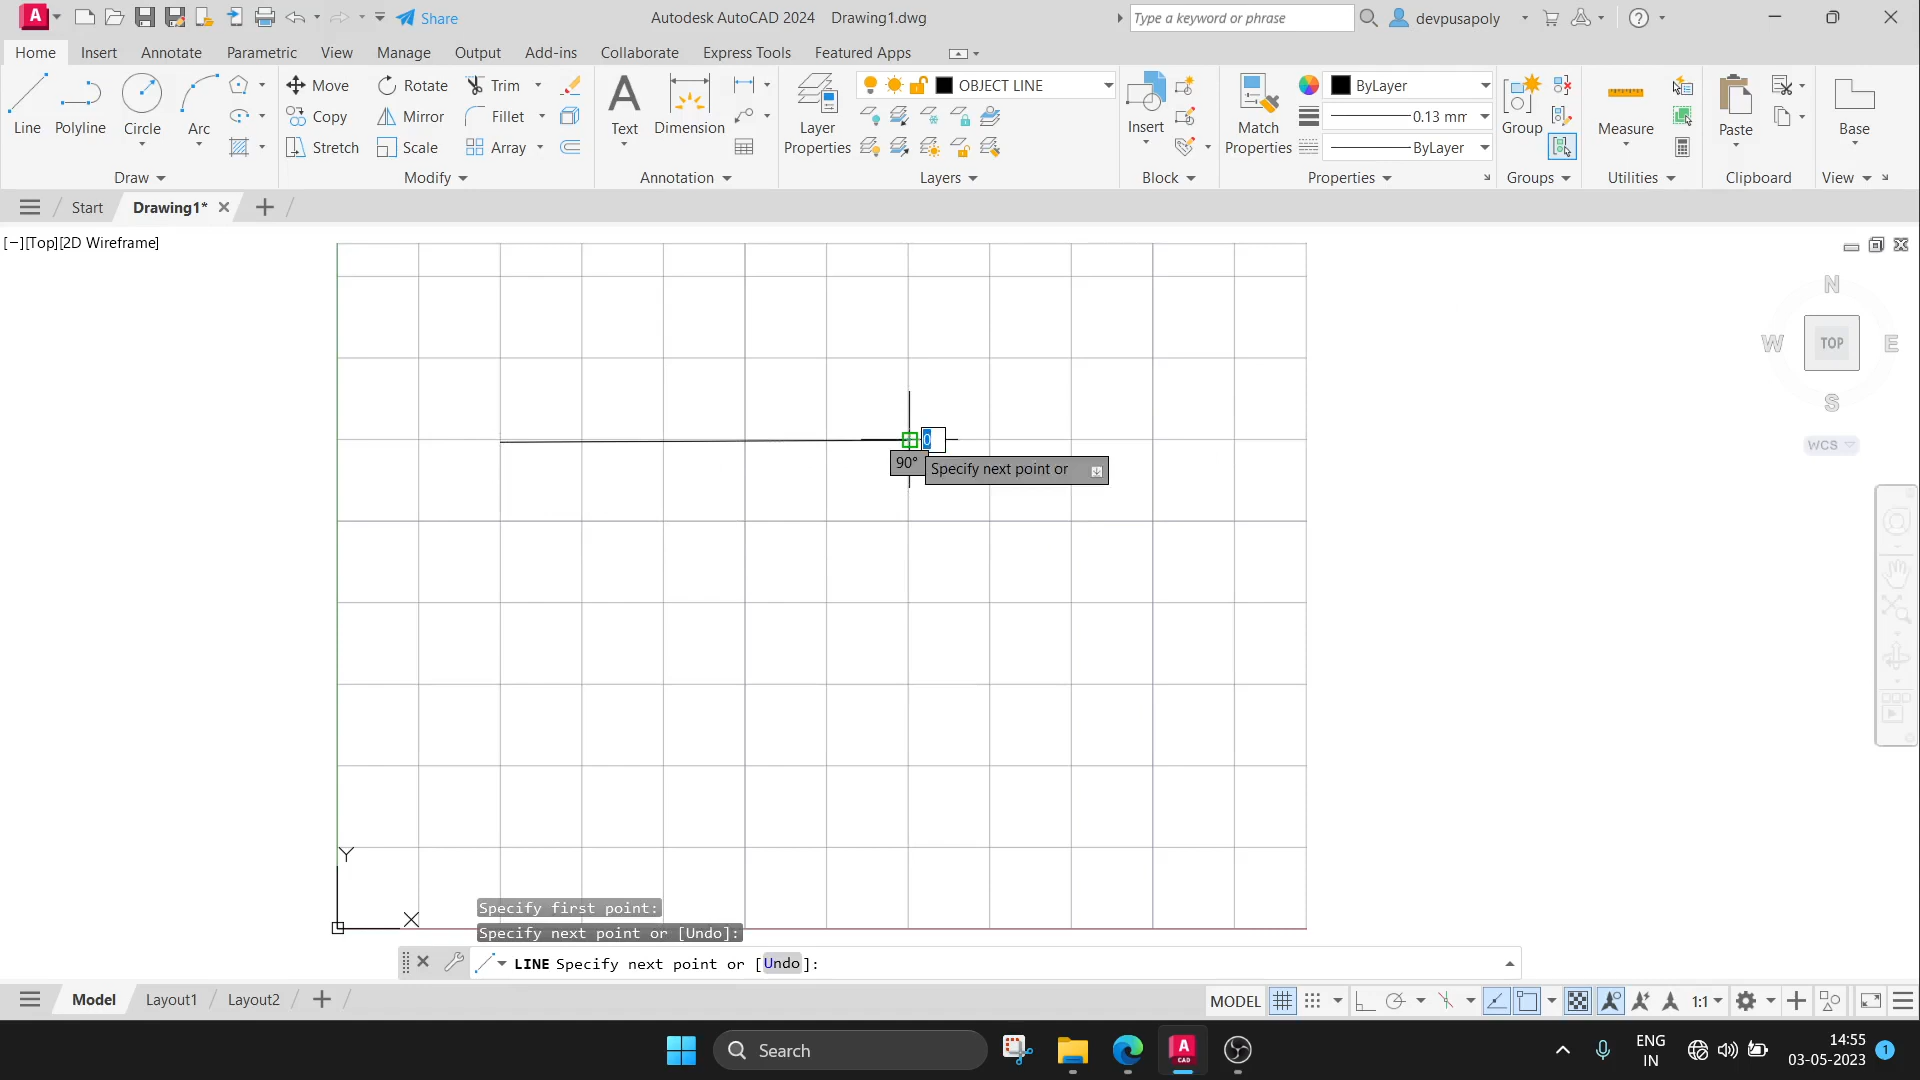 A Share Autodesk AutoCAD 2024 Drawing1.dwg Type a keyword or phrase devpusapoly ?
Home Insert Annotate Parametric View Manage Output Add-ins Collaborate Express Tools Featured Apps
Line Polyline Circle Arc
Move Rotate Trim
Copy Mirror Fillet
Stretch Scale Array
Text Dimension
Layer Properties
OBJECT LINE
Insert
Match Properties
ByLayer
0.13 mm
ByLayer
Group Measure Paste Base
Draw Modify Annotation Layers Block Properties Groups Utilities Clipboard View
Start Drawing1*
[−][Top][2D Wireframe]
N
W TOP E
S
WCS
0
90° Specify next point or
Y
X
Specify first point:
Specify next point or [Undo]:
LINE Specify next point or [Undo]:
Model Layout1 Layout2 MODEL 1:1
Search A CAD ENG IN 14:55 03-05-2023 1